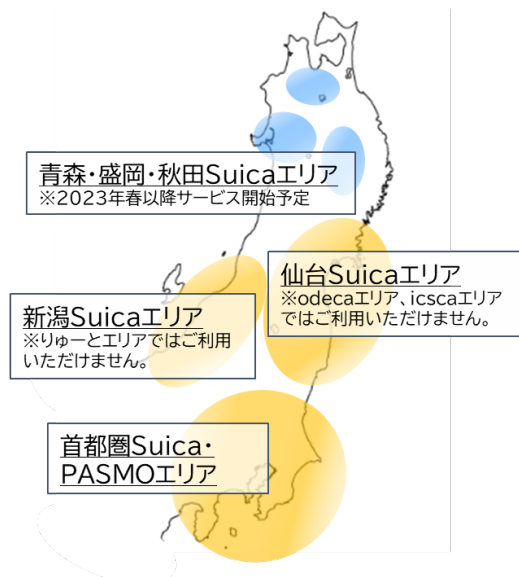 青森・盛岡・秋田Suicaエリア
※2023年春以降サービス開始予定
仙台Suicaエリア
※odecaエリア、icscaエリア
ではご利用いただけません。
新潟Suicaエリア
※りゅーとエリアではご利用
いただけません。
首都圏Suica・
PASMOエリア